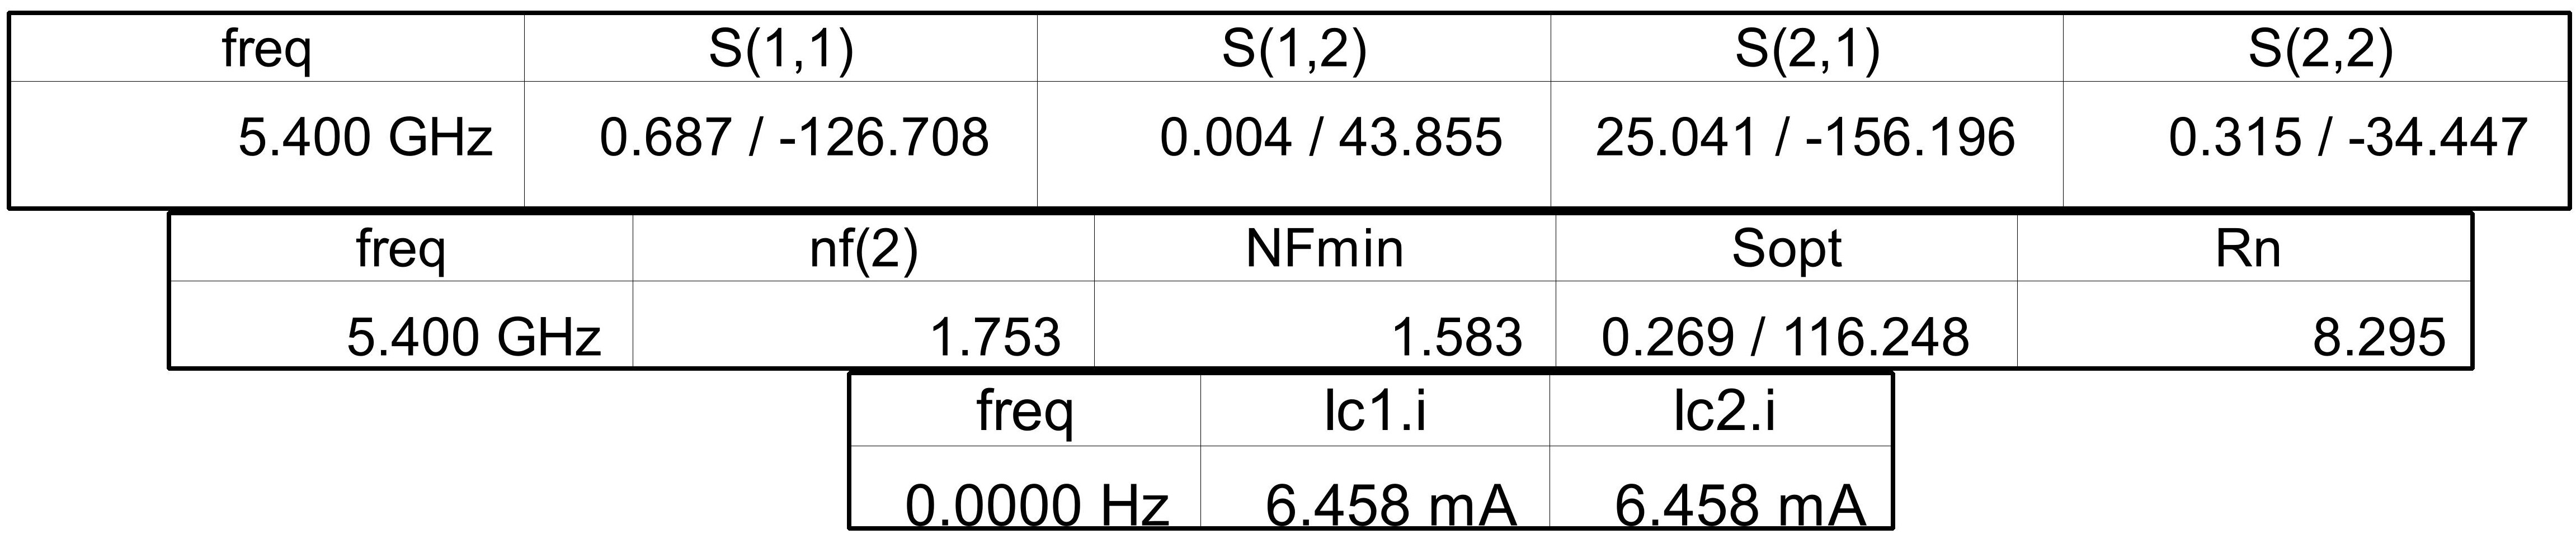 freq S(1,1) S(1,2) S(2,1) S(2,2)
5.400 GHz 0.687 / -126.708 0.004 / 43.855 25.041 / -156.196 0.315 / -34.447
freq nf(2) NFmin Sopt Rn
5.400 GHz 1.753 1.583 0.269 / 116.248 8.295
freq Ic1.i Ic2.i
0.0000 Hz 6.458 mA 6.458 mA